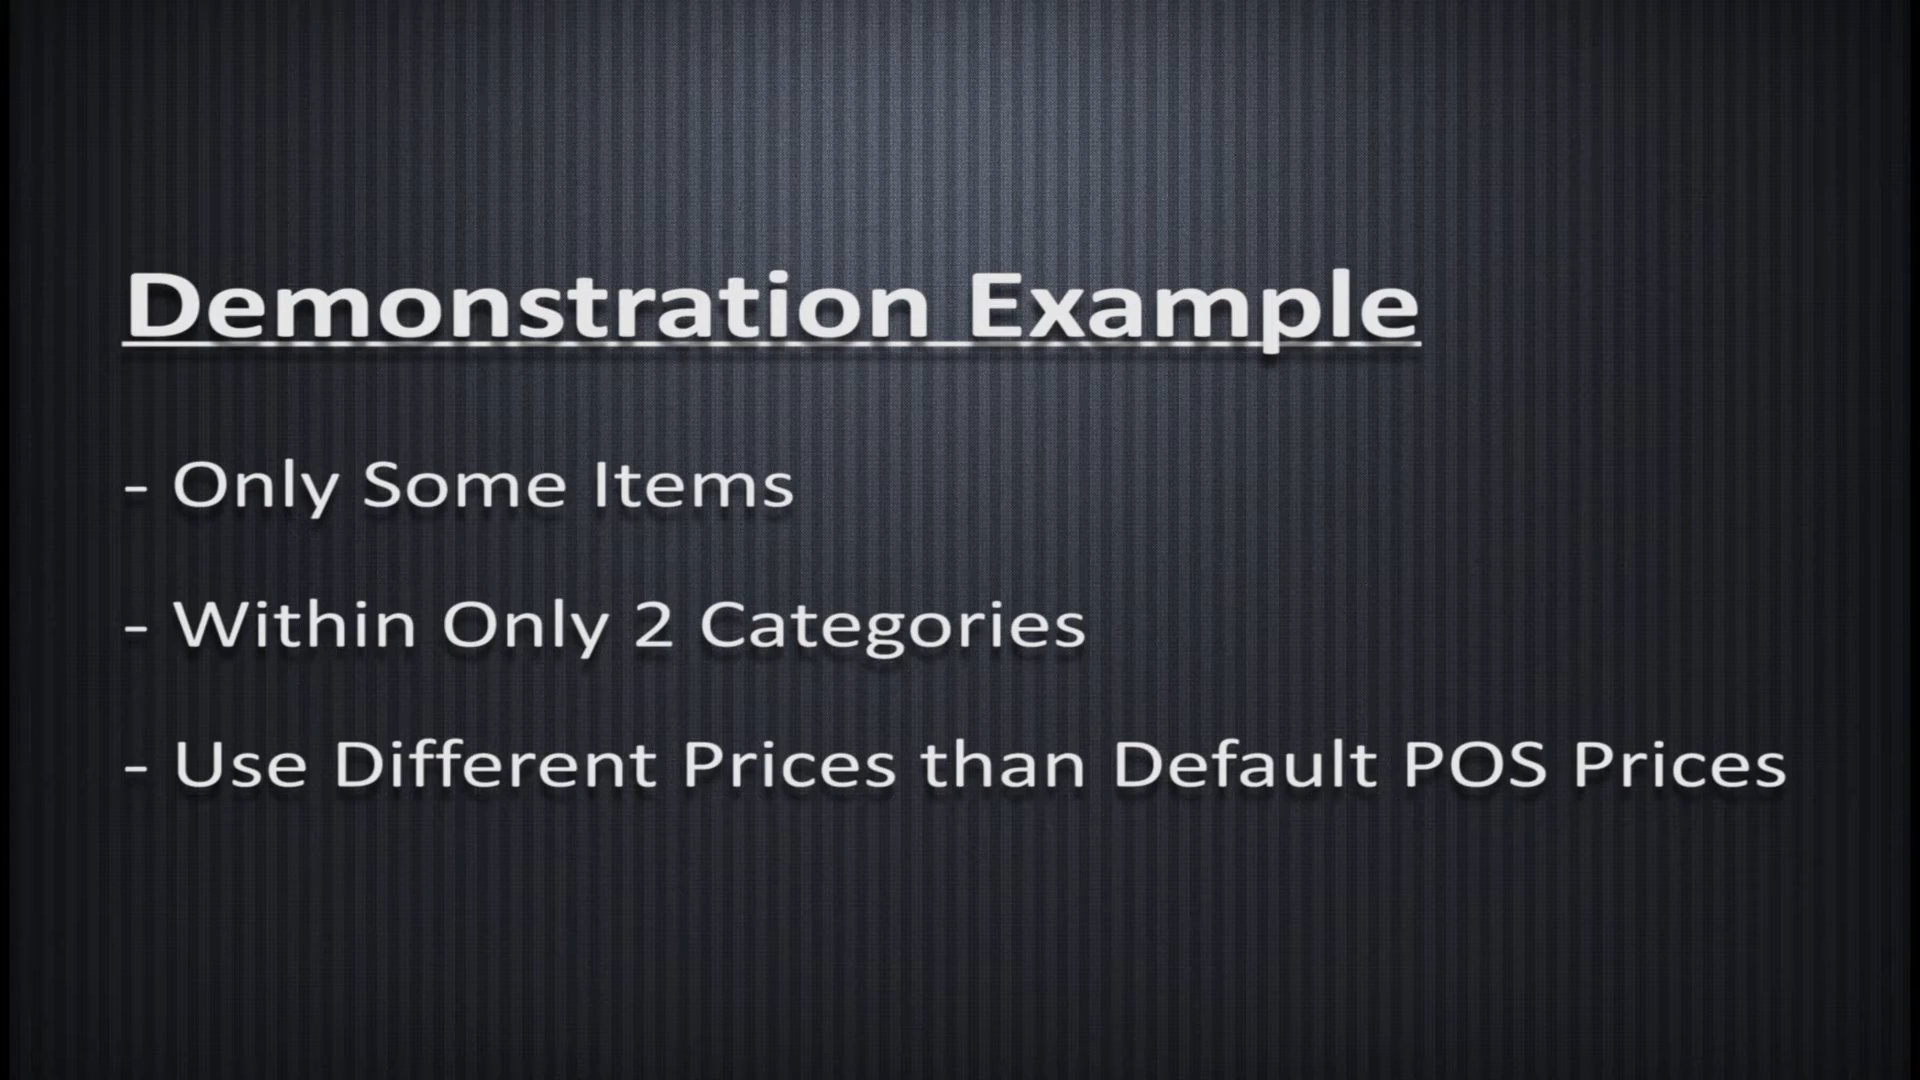 Demonstration Example
- Only Some Items
- Within Only 2 Categories
- Use Different Prices than Default POS Prices